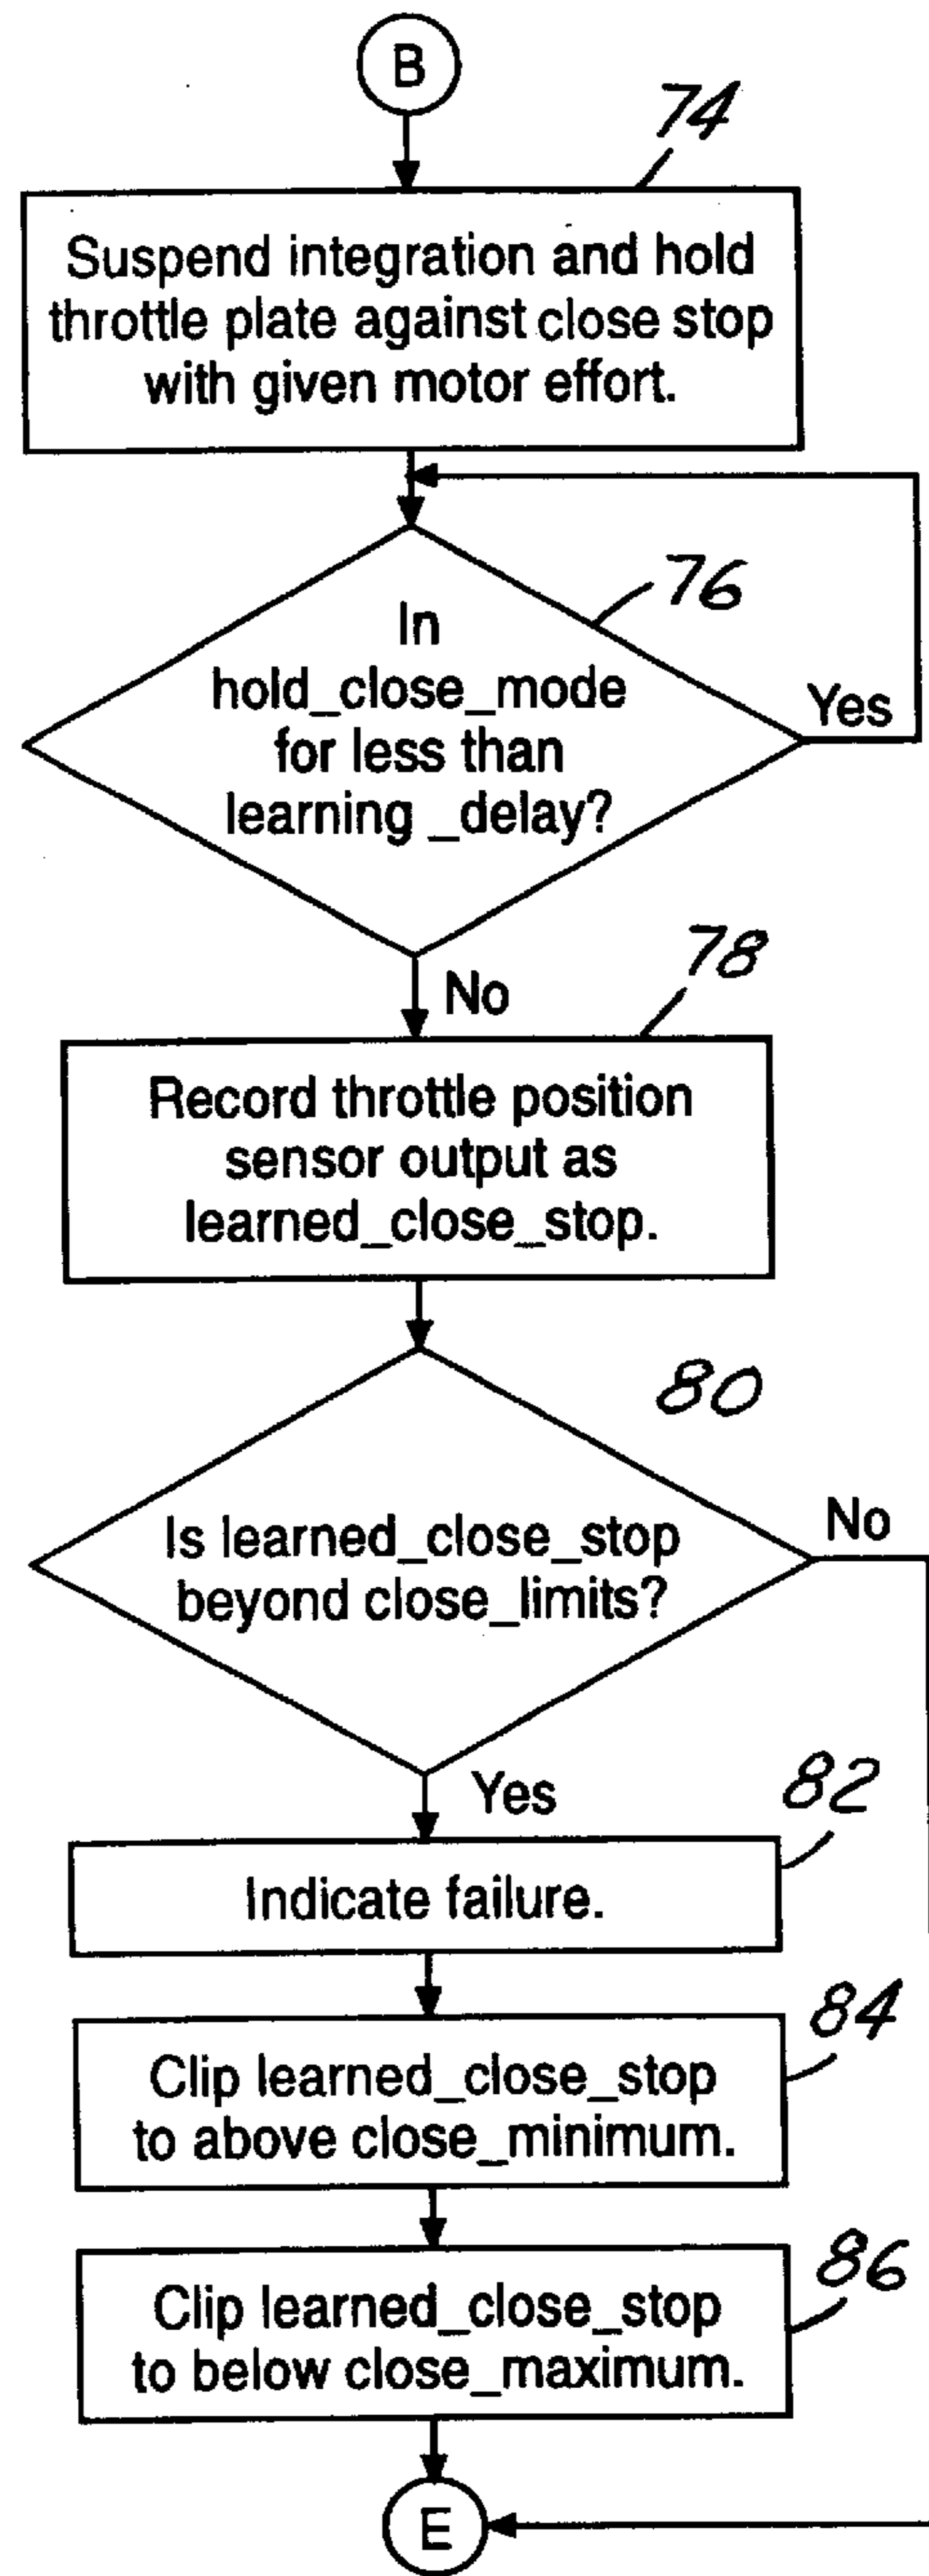 B
74
Suspend integration and hold
throttle plate against close stop
with given motor effort.
76
In
hold_close_mode
for less than
learning _delay?
Yes
No
78
Record throttle position
sensor output as
learned_close_stop.
80
Is learned_close_stop
beyond close_limits?
No
Yes
82
Indicate failure.
84
Clip learned_close_stop
to above close_minimum.
86
Clip learned_close_stop
to below close_maximum.
E